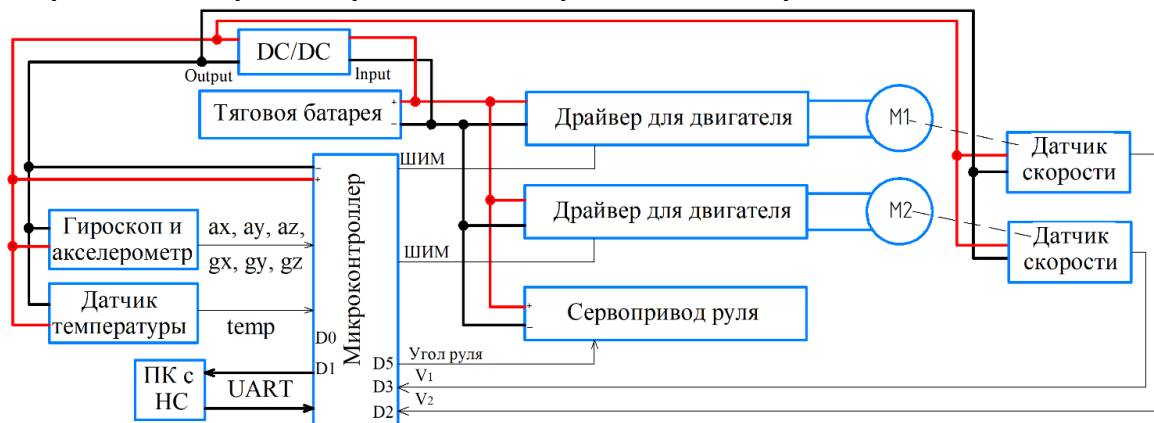 DC/DC
Output
Input
Тяговоя батарея
+
−
Драйвер для двигателя
M1
Датчик
скорости
ШИМ
−
+
Микроконтроллер
Гироскоп и
акселерометр
ax, ay, az,
gx, gy, gz
Драйвер для двигателя
M2
Датчик
скорости
ШИМ
Датчик
температуры
temp
+
−
Сервопривод руля
D0
D1
ПК с
НС
UART
D5
Угол руля
D3
V1
D2
V2